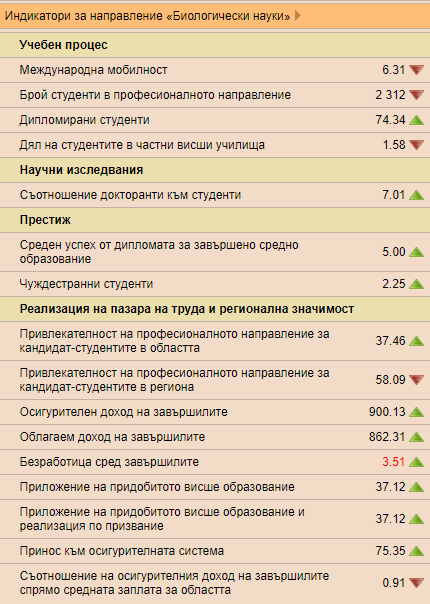 Индикатори за направление «Биологически науки»
Учебен процес
Международна мобилност 6.31
Брой студенти в професионалното направление 2 312
Дипломирани студенти 74.34
Дял на студентите в частни висши училища 1.58
Научни изследвания
Съотношение докторанти към студенти 7.01
Престиж
Среден успех от дипломата за завършено средно
образование 5.00
Чуждестранни студенти 2.25
Реализация на пазара на труда и регионална значимост
Привлекателност на професионалното направление за
кандидат-студентите в областта 37.46
Привлекателност на професионалното направление за
кандидат-студентите в региона 58.09
Осигурителен доход на завършилите 900.13
Облагаем доход на завършилите 862.31
Безработица сред завършилите 3.51
Приложение на придобитото висше образование 37.12
Приложение на придобитото висше образование и
реализация по призвание 37.12
Принос към осигурителната система 75.35
Съотношение на осигурителния доход на завършилите
спрямо средната заплата за областта 0.91